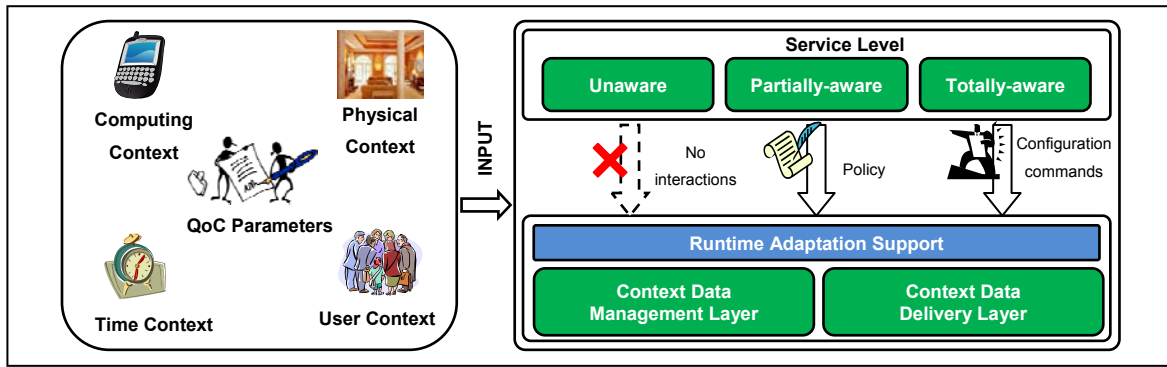 Computing
Context
Physical
Context
QoC Parameters
Time Context
User Context
INPUT
Service Level
Unaware
Partially-aware
Totally-aware
No
interactions
Policy
Configuration
commands
Runtime Adaptation Support
Context Data
Management Layer
Context Data
Delivery Layer